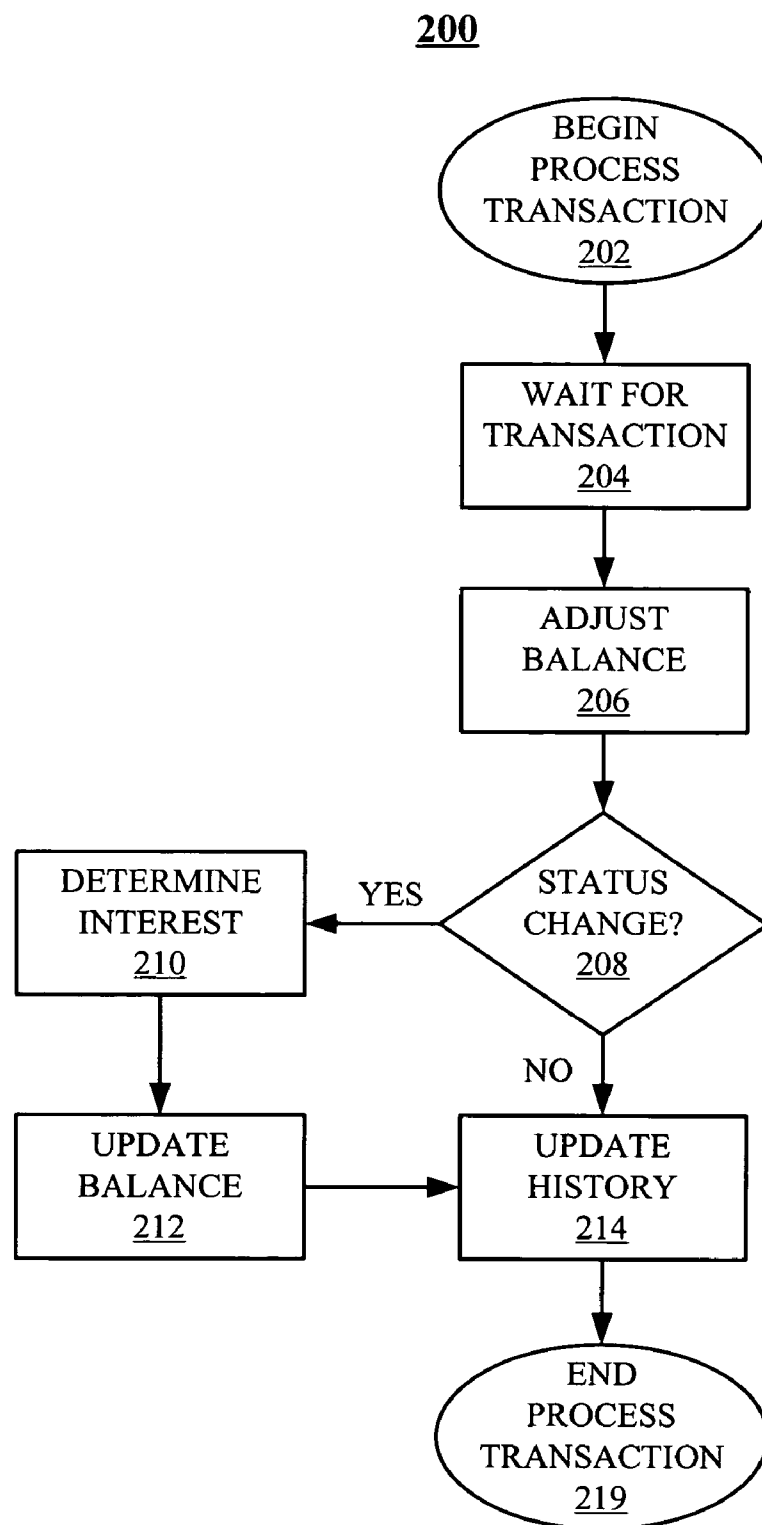 200
BEGIN
PROCESS
TRANSACTION
202
WAIT FOR
TRANSACTION
204
ADJUST
BALANCE
206
STATUS
CHANGE?
208
YES
DETERMINE
INTEREST
210
NO
UPDATE
BALANCE
212
UPDATE
HISTORY
214
END
PROCESS
TRANSACTION
219